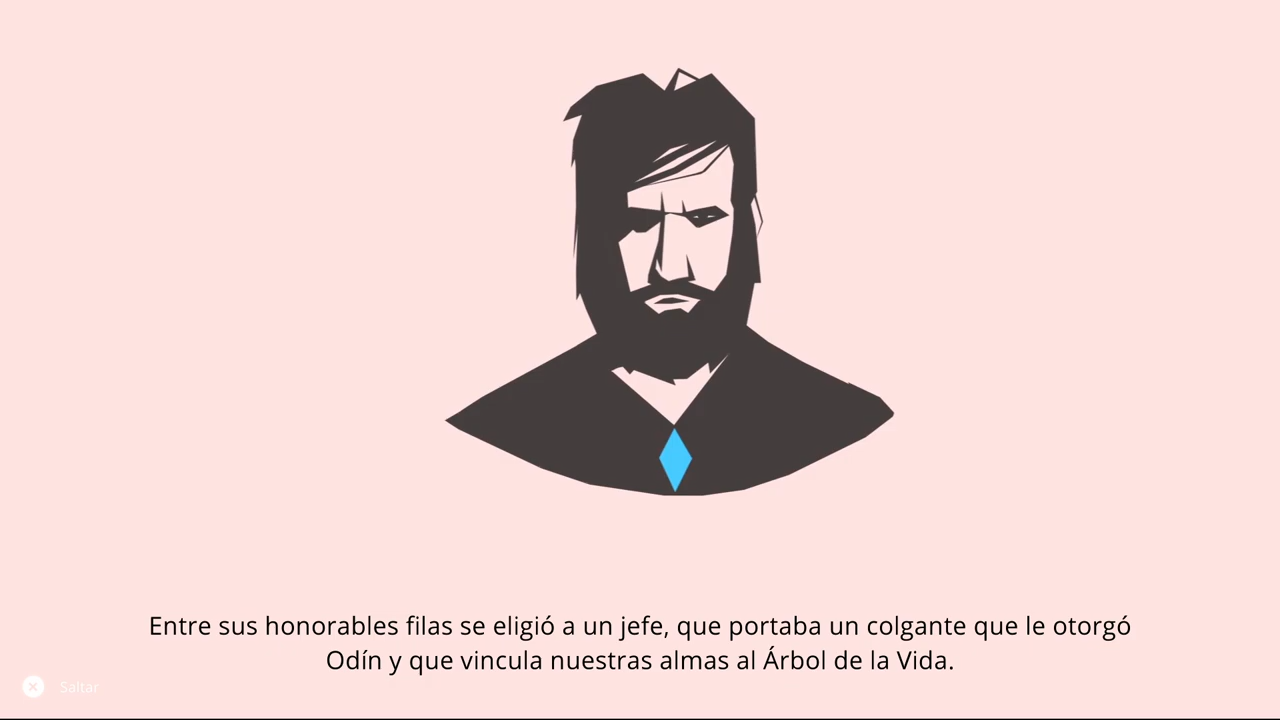 Entre sus honorables filas se eligió a un jefe, que portaba un colgante que le otorgó
Odín y que vincula nuestras almas al Árbol de la Vida.
Saltar